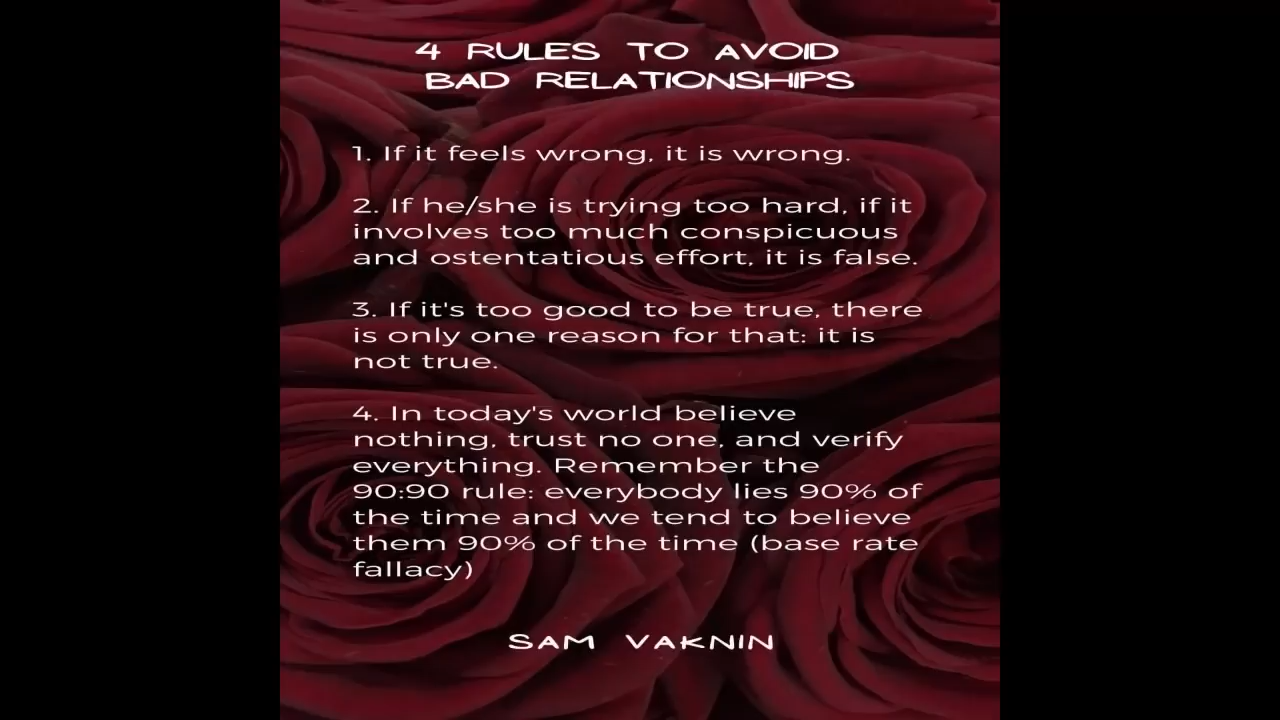 4 RULES TO AVOID
BAD RELATIONSHIPS
1. If it feels wrong, it is wrong.
2. If he/she is trying too hard, if it
involves too much conspicuous
and ostentatious effort, it is false.
3. If it's too good to be true, there
is only one reason for that: it is
not true.
4. In today's world believe
nothing, trust no one, and verify
everything. Remember the
90:90 rule: everybody lies 90% of
the time and we tend to believe
them 90% of the time (base rate
fallacy)
SAM VAKNIN